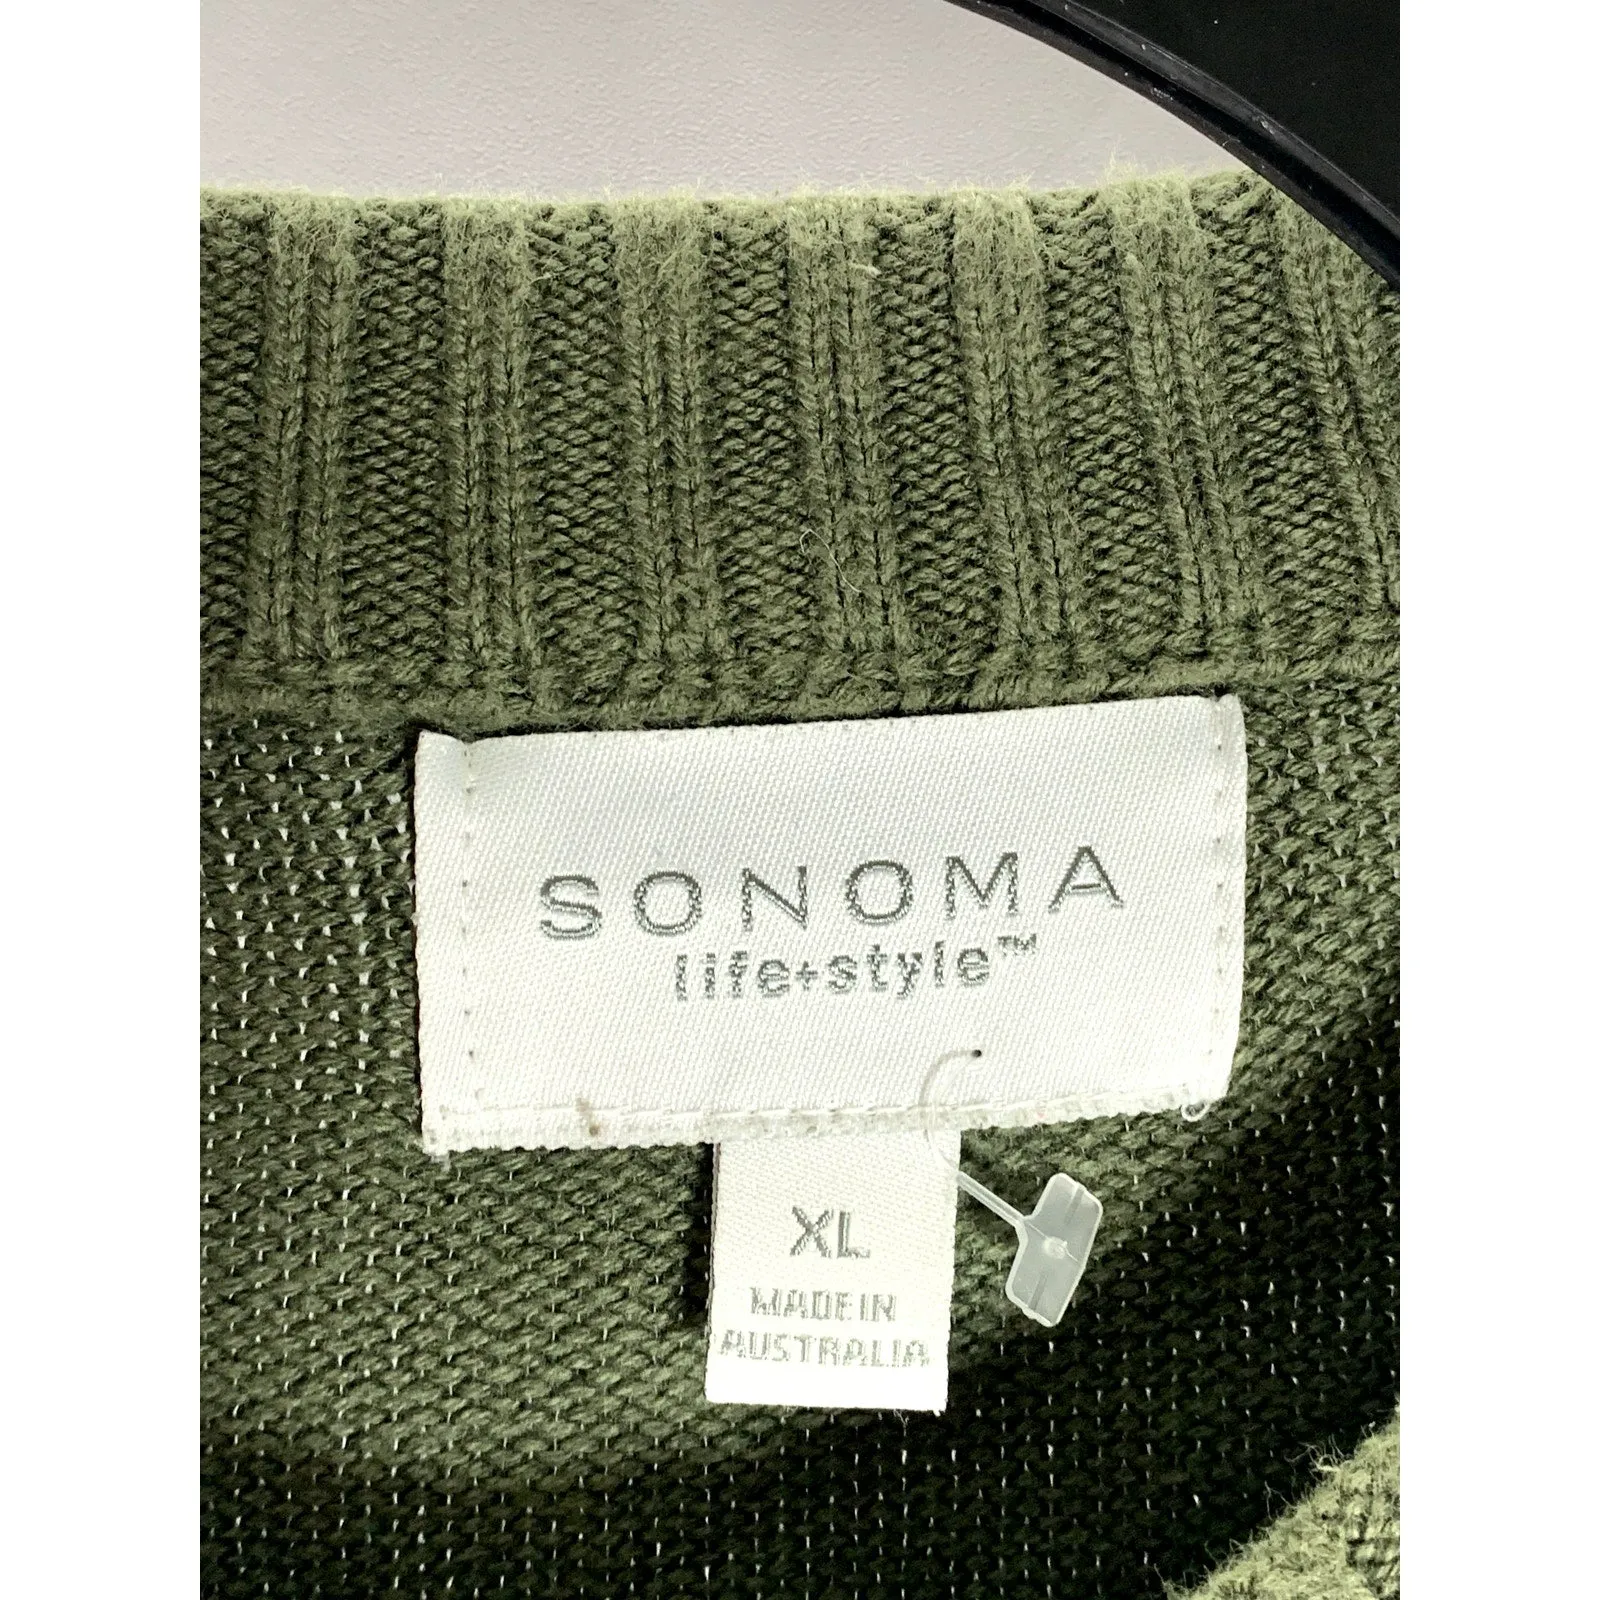 SONOMA
life+style™
XL
MADE IN
AUSTRALIA